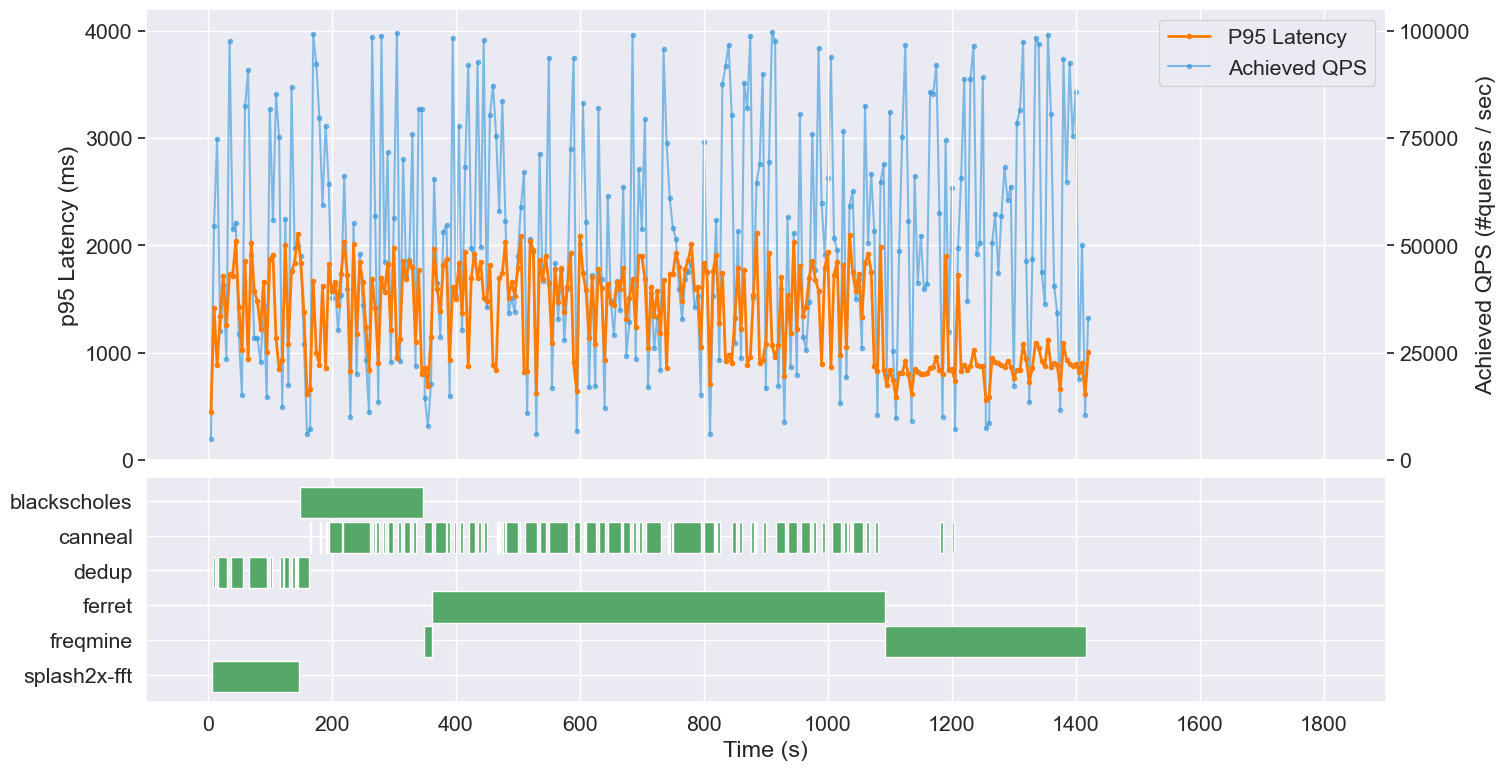 4000
3000
2000
1000
0
p95 Latency (ms)
P95 Latency
Achieved QPS
100000
75000
50000
25000
0
Achieved QPS (#queries / sec)
blackscholes
canneal
dedup
ferret
freqmine
splash2x-fft
0 200 400 600 800 1000 1200 1400 1600 1800
Time (s)